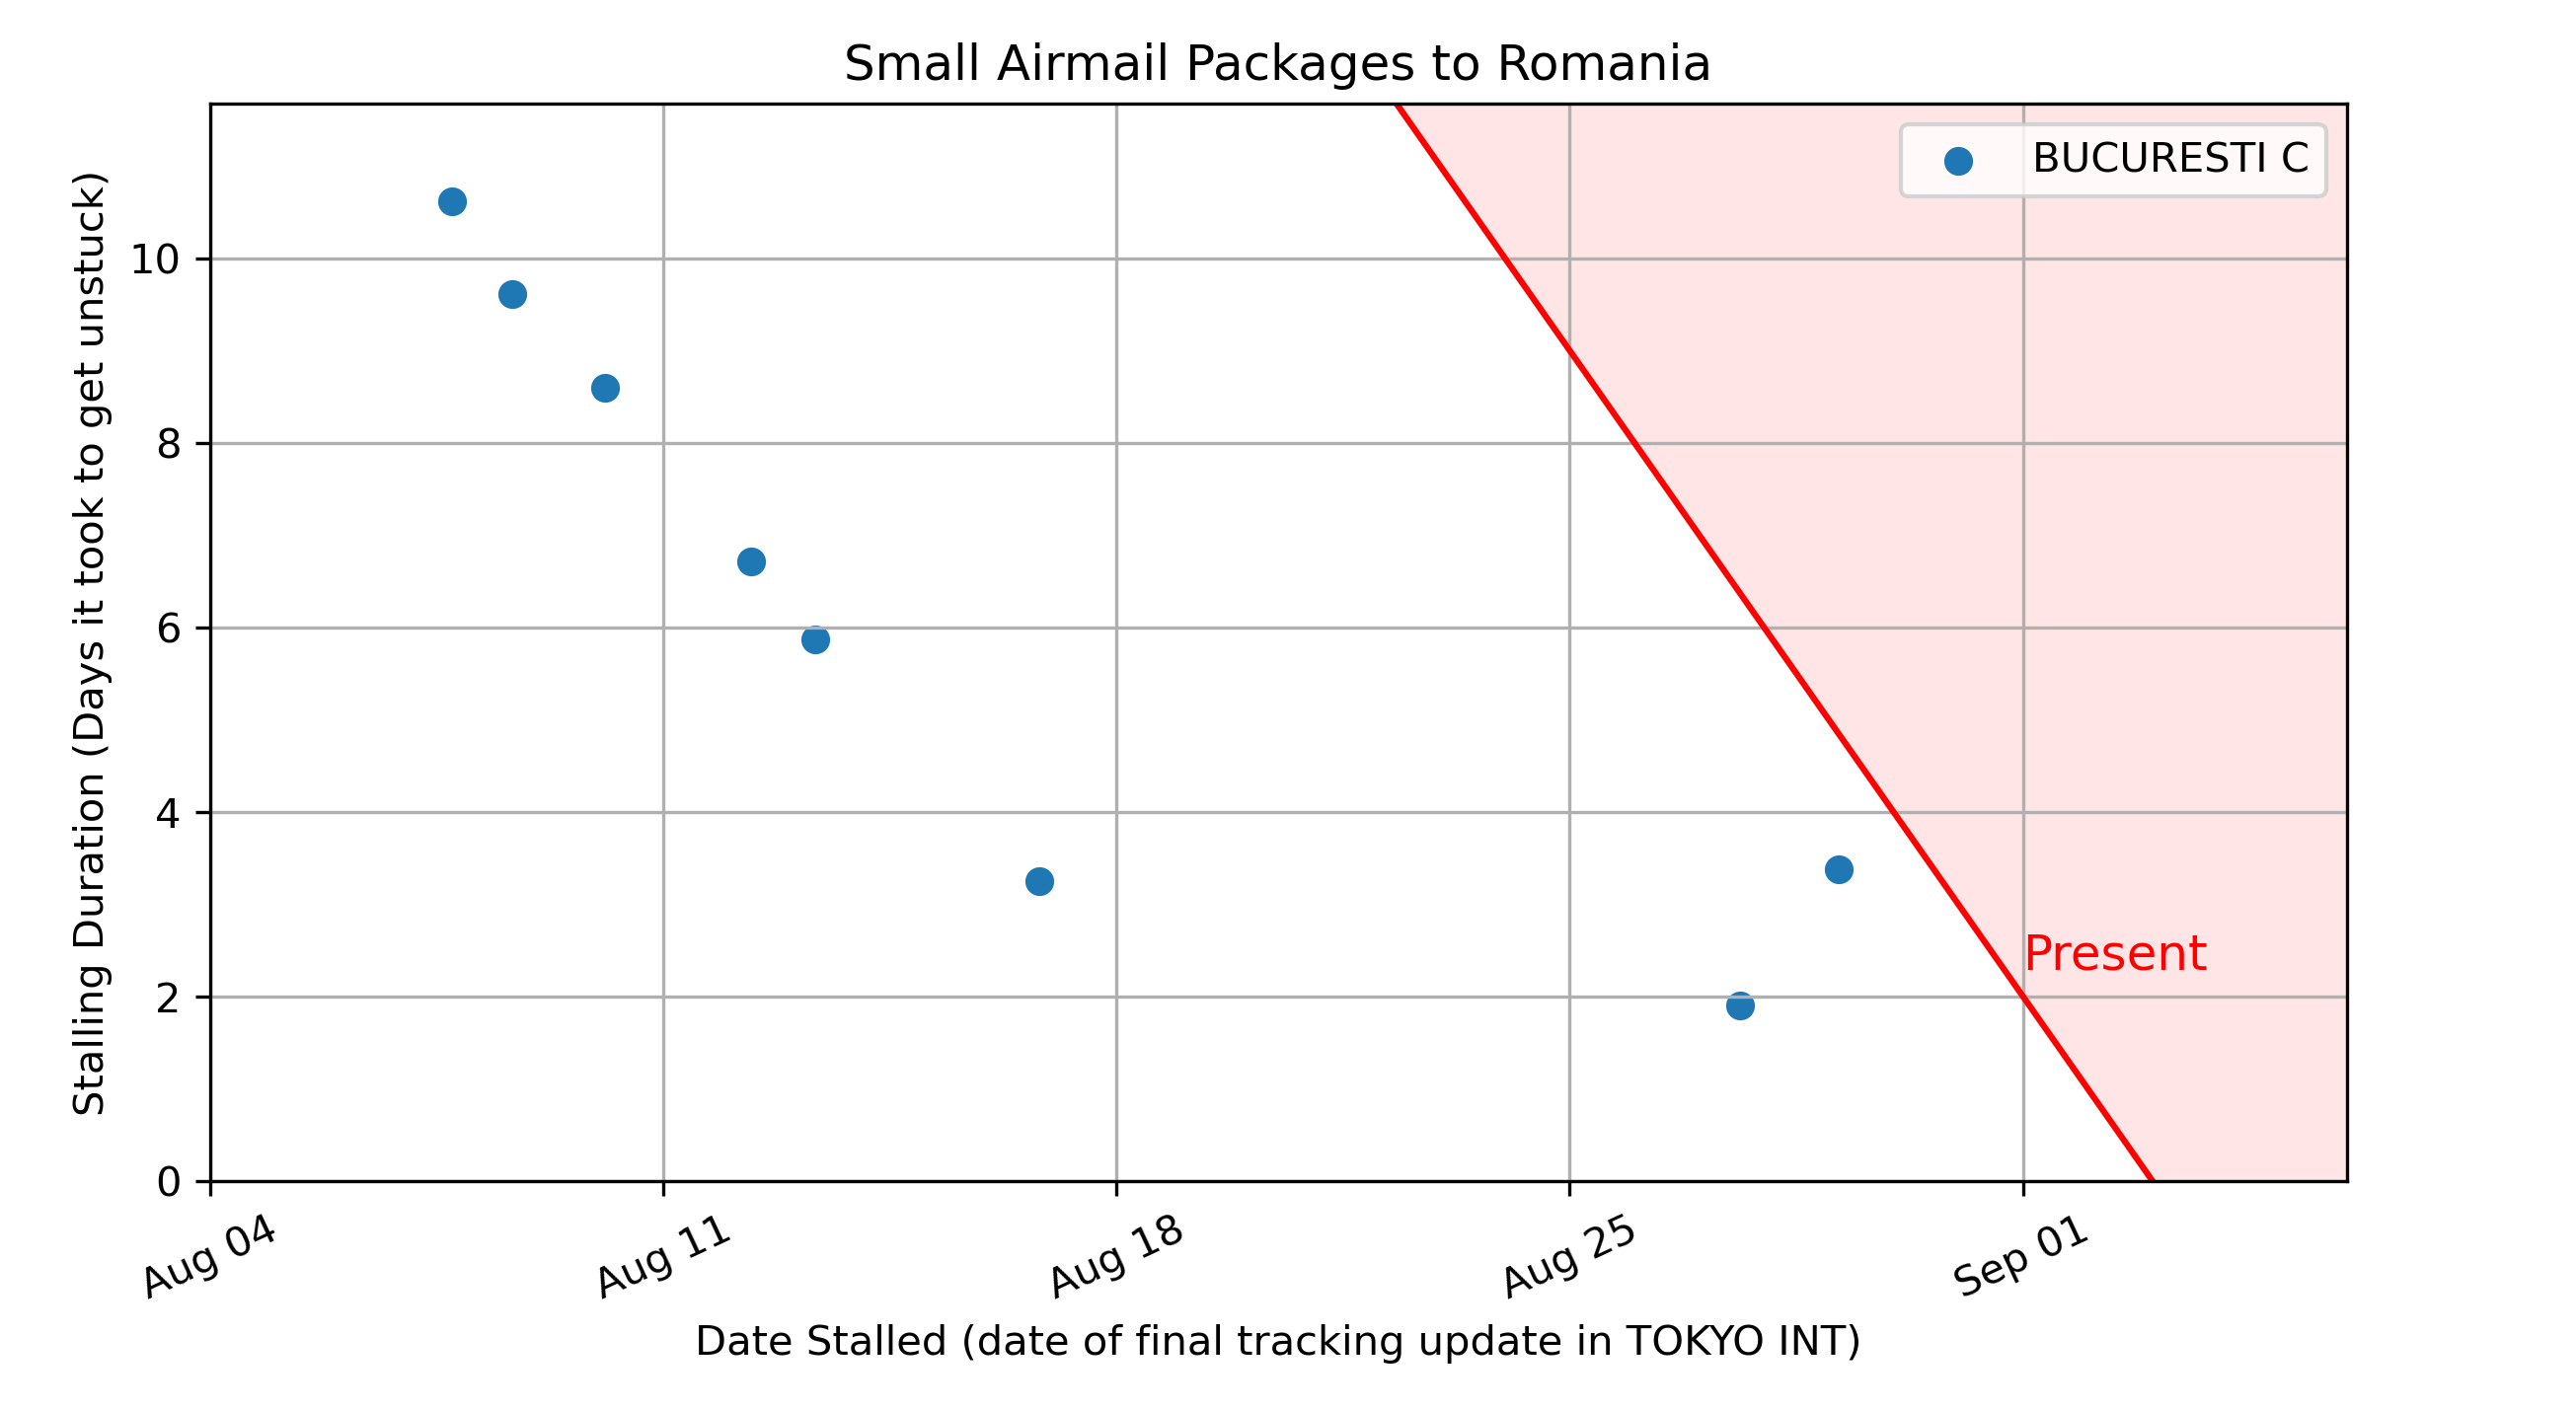 Small Airmail Packages to Romania
BUCURESTI C
Stalling Duration (Days it took to get unstuck)
10
8
6
4
2
0
Present
Aug 04
Aug 11
Aug 18
Aug 25
Sep 01
Date Stalled (date of final tracking update in TOKYO INT)